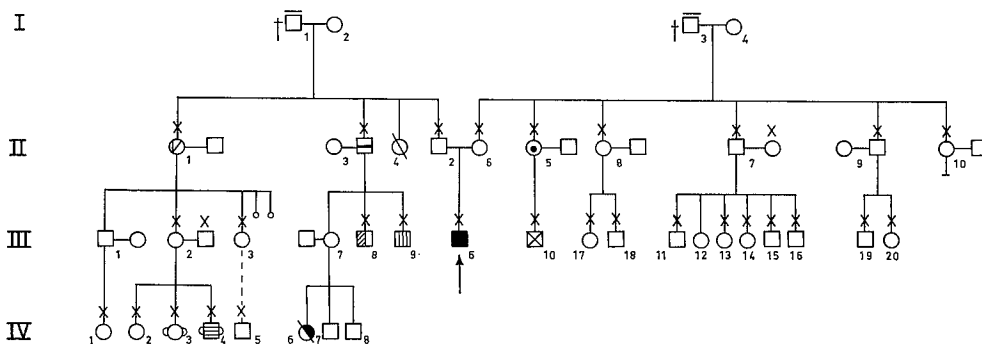 I 1 2 3 4
II 1 3 4 2 6 5 8 7 9 10
III 1 2 3 7 8 9 6 10 17 18 11 12 13 14 15 16 19 20
IV 1 2 3 4 5 6 7 8